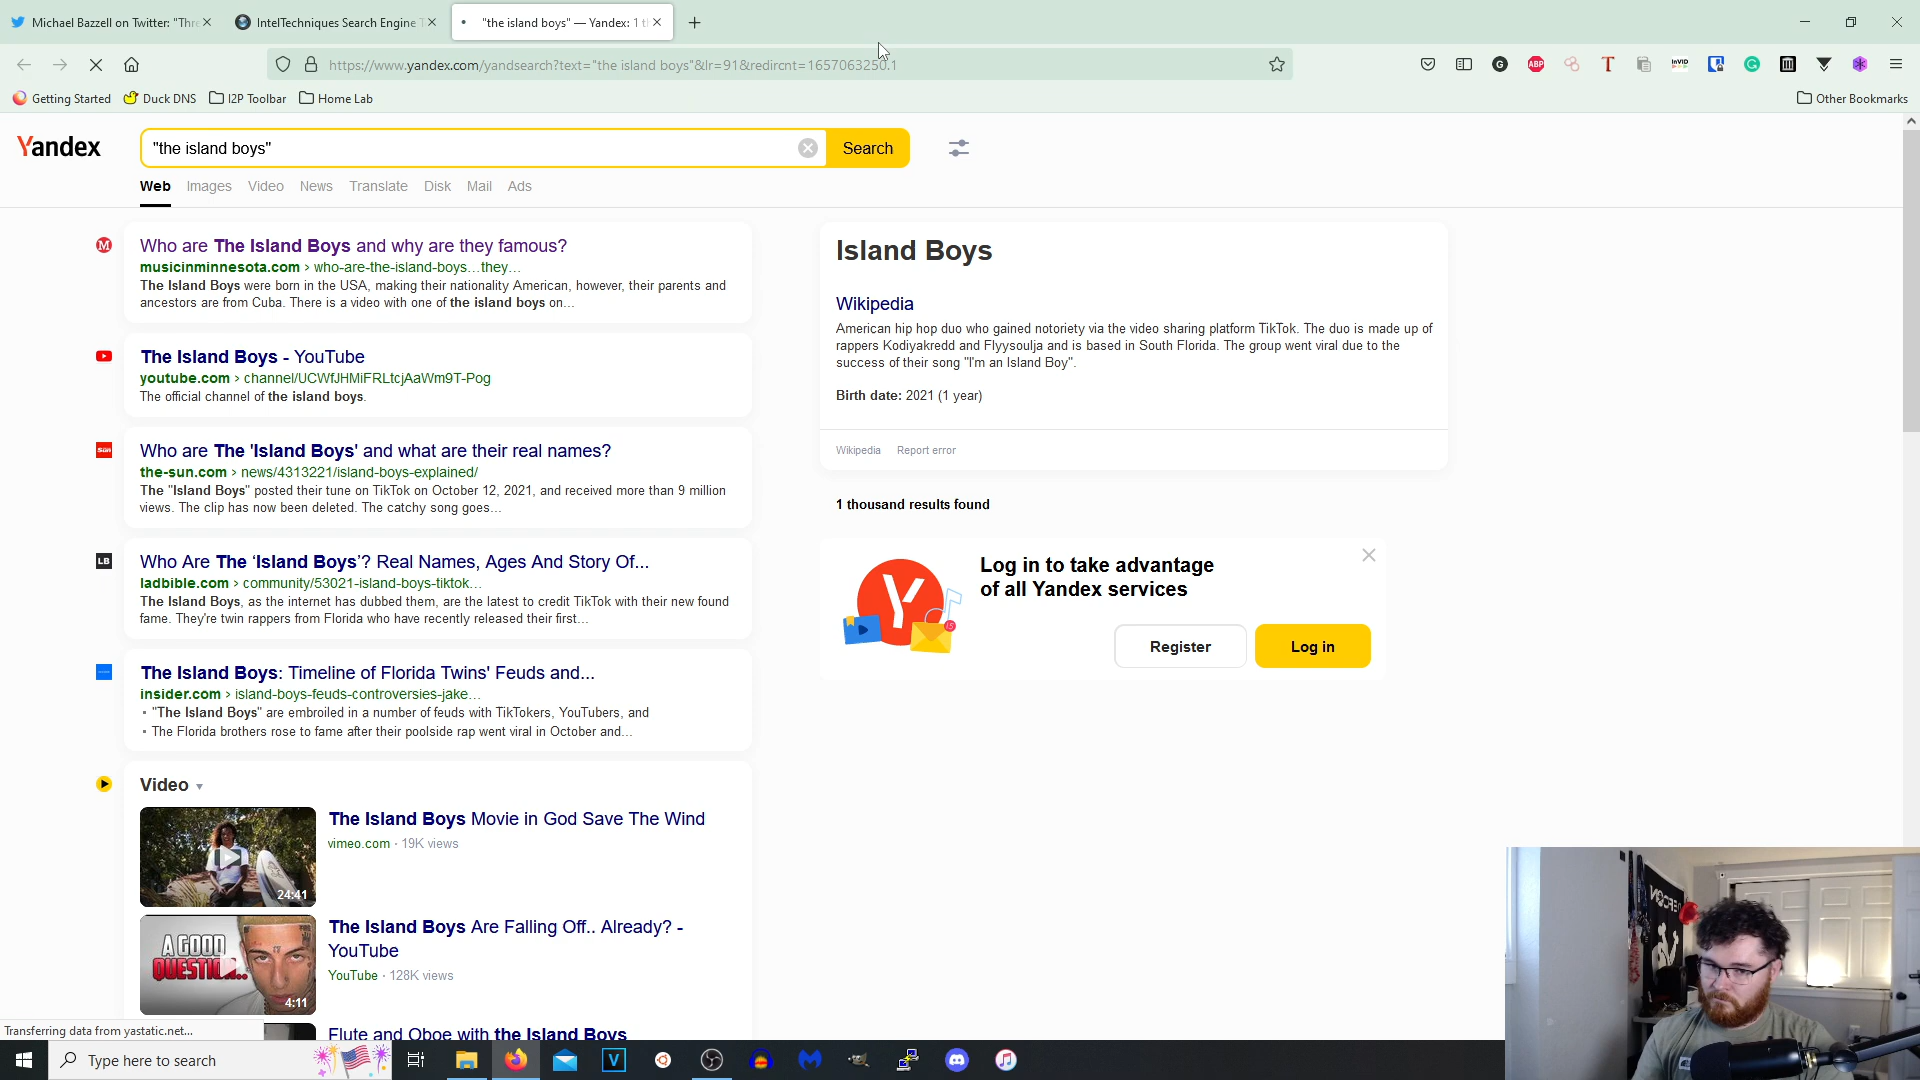 Michael Bazzell on Twitter: "Thre
IntelTechniques Search Engine T
"the island boys" — Yandex: 1 t
https://www.yandex.com/yandsearch?text="the island boys"&lr=91&redircnt=1657063250.1
Getting Started
Duck DNS
I2P Toolbar
Home Lab
Other Bookmarks
Yandex
"the island boys"
Search
Web Images Video News Translate Disk Mail Ads
Who are The Island Boys and why are they famous?
musicinminnesota.com › who-are-the-island-boys...they...
The Island Boys were born in the USA, making their nationality American, however, their parents and
ancestors are from Cuba. There is a video with one of the island boys on...
The Island Boys - YouTube
youtube.com › channel/UCWfJHMiFRLtcjAaWm9T-Pog
The official channel of the island boys.
Who are The 'Island Boys' and what are their real names?
the-sun.com › news/4313221/island-boys-explained/
The "Island Boys" posted their tune on TikTok on October 12, 2021, and received more than 9 million
views. The clip has now been deleted. The catchy song goes...
LB
Who Are The ‘Island Boys’? Real Names, Ages And Story Of...
ladbible.com › community/53021-island-boys-tiktok...
The Island Boys, as the internet has dubbed them, are the latest to credit TikTok with their new found
fame. They're twin rappers from Florida who have recently released their first...
The Island Boys: Timeline of Florida Twins' Feuds and...
insider.com › island-boys-feuds-controversies-jake...
• "The Island Boys" are embroiled in a number of feuds with TikTokers, YouTubers, and
• The Florida brothers rose to fame after their poolside rap went viral in October and...
Video
The Island Boys Movie in God Save The Wind
vimeo.com · 19K views
24:41
The Island Boys Are Falling Off.. Already? -
YouTube
YouTube · 128K views
A GOOD
QUESTION..
4:11
Flute and Oboe with the Island Boys
Island Boys
Wikipedia
American hip hop duo who gained notoriety via the video sharing platform TikTok. The duo is made up of
rappers Kodiyakredd and Flyysoulja and is based in South Florida. The group went viral due to the
success of their song "I'm an Island Boy".
Birth date: 2021 (1 year)
Wikipedia Report error
1 thousand results found
Log in to take advantage
of all Yandex services
Register
Log in
Transferring data from yastatic.net...
Type here to search